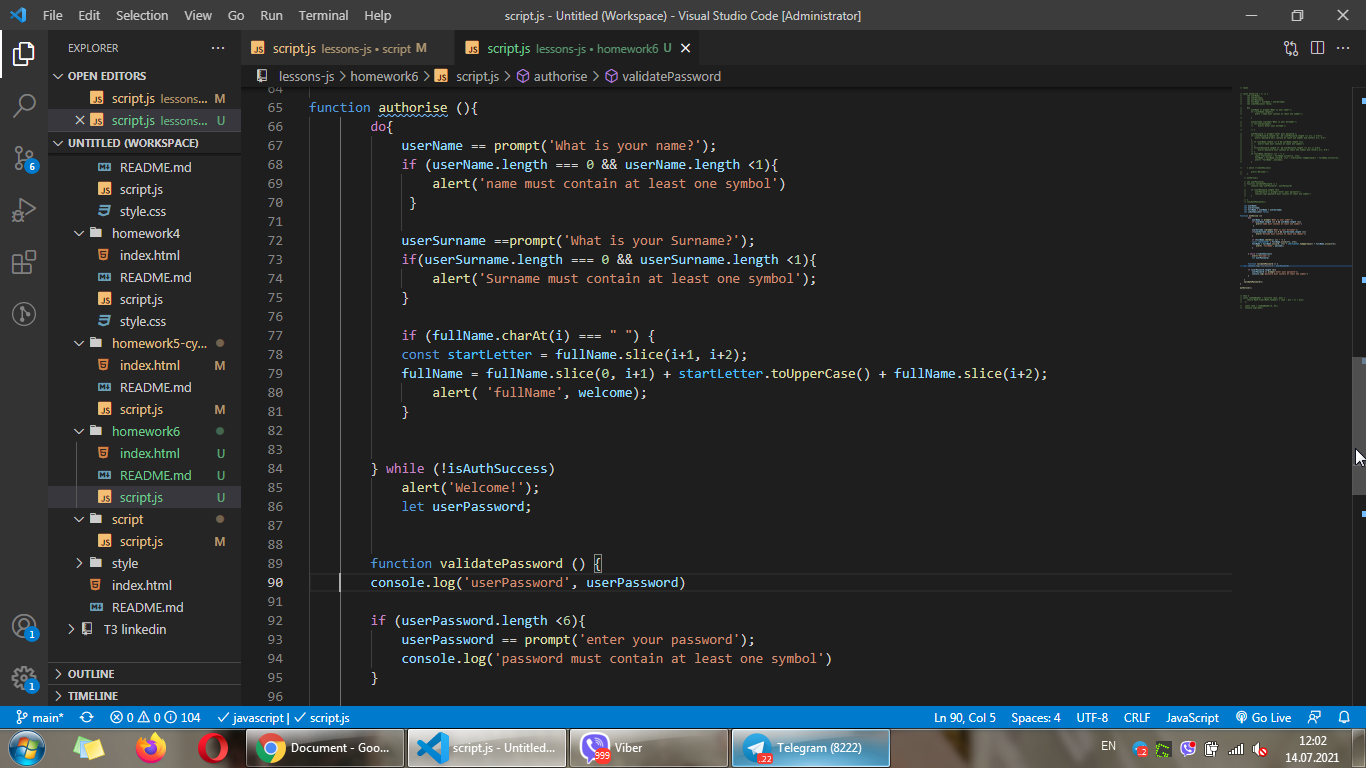 File Edit Selection View Go Run Terminal Help
script.js - Untitled (Workspace) - Visual Studio Code [Administrator]
EXPLORER
OPEN EDITORS
JS script.js lessons... M
JS script.js lessons... U
UNTITLED (WORKSPACE)
README.md
JS script.js
style.css
homework4
index.html
README.md
JS script.js
style.css
homework5-cy...
index.html M
README.md
JS script.js M
homework6
index.html U
README.md U
JS script.js U
script
JS script.js M
style
index.html
README.md
T3 linkedin
OUTLINE
TIMELINE
6
1
1
JS script.js lessons-js • script M
JS script.js lessons-js • homework6 U
lessons-js > homework6 > JS script.js > authorise > validatePassword
64
65 function authorise (){
66 do{
67 userName == prompt('What is your name?');
68 if (userName.length === 0 && userName.length <1){
69 alert('name must contain at least one symbol')
70 }
71
72 userSurname ==prompt('What is your Surname?');
73 if(userSurname.length === 0 && userSurname.length <1){
74 alert('Surname must contain at least one symbol');
75 }
76
77 if (fullName.charAt(i) === " ") {
78 const startLetter = fullName.slice(i+1, i+2);
79 fullName = fullName.slice(0, i+1) + startLetter.toUpperCase() + fullName.slice(i+2);
80 alert( 'fullName', welcome);
81 }
82
83
84 } while (!isAuthSuccess)
85 alert('Welcome!');
86 let userPassword;
87
88
89 function validatePassword () {
90 console.log('userPassword', userPassword)
91
92 if (userPassword.length <6){
93 userPassword == prompt('enter your password');
94 console.log('password must contain at least one symbol')
95 }
96
main* 0 0 104 javascript | script.js
Ln 90, Col 5 Spaces: 4 UTF-8 CRLF JavaScript Go Live
Document - Goo...
script.js - Untitled...
999 Viber
..22 Telegram (8222)
EN
12:02
14.07.2021